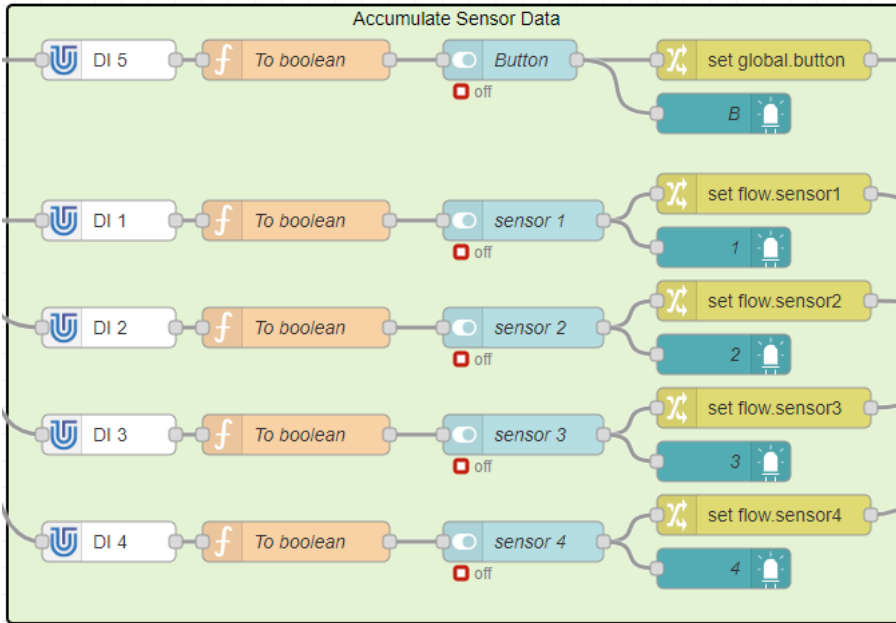 Accumulate Sensor Data
DI 5 To boolean Button set global.button
off
B
DI 1 To boolean sensor 1 set flow.sensor1
off
1
DI 2 To boolean sensor 2 set flow.sensor2
off
2
DI 3 To boolean sensor 3 set flow.sensor3
off
3
DI 4 To boolean sensor 4 set flow.sensor4
off
4